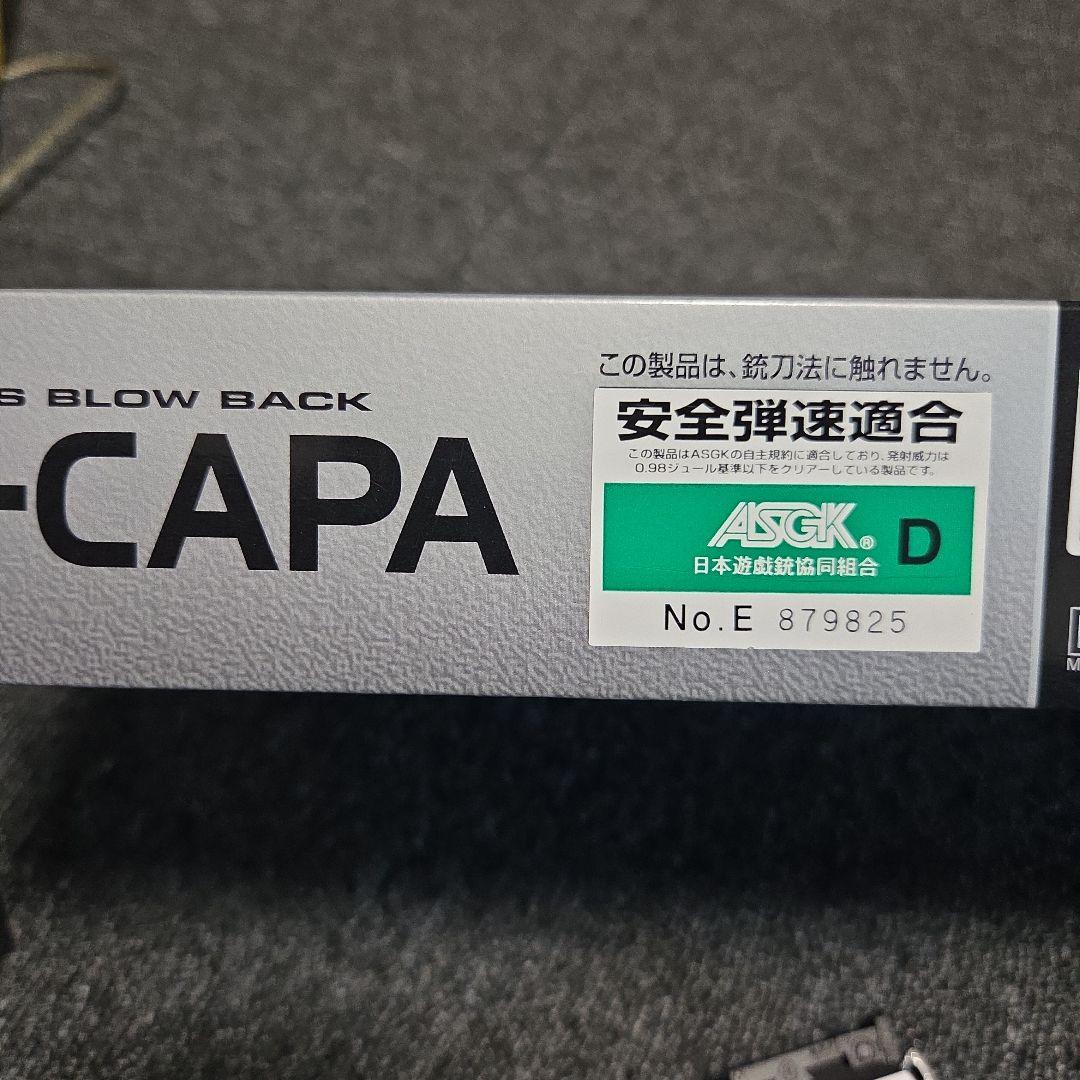 この製品は、銃刀法に触れません。
S BLOW BACK
-CAPA
安全弾速適合
この製品はASGKの自主規約に適合しており、発射威力は
0.98ジュール基準以下をクリアーしている製品です。
ASGK® D
日本遊戯銃協同組合
No.E 879825
M